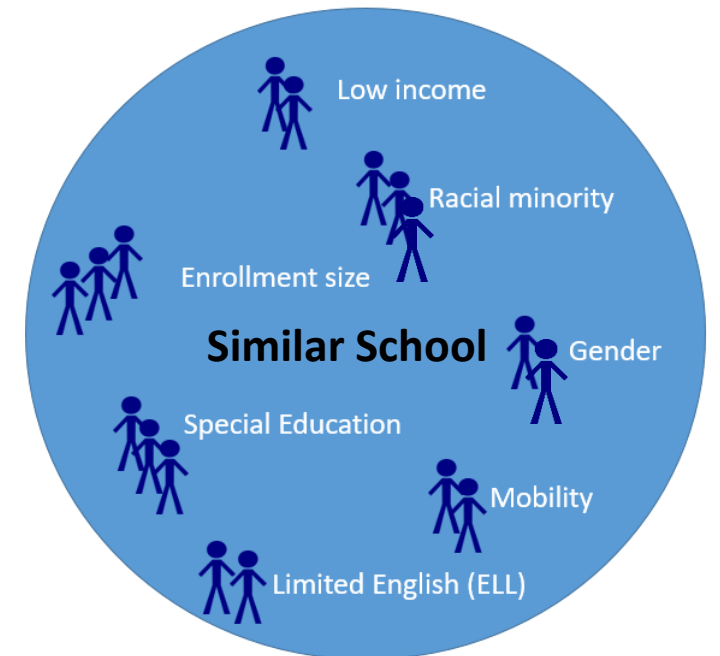 Low income
Racial minority
Enrollment size
Similar School
Gender
Special Education
Mobility
Limited English (ELL)